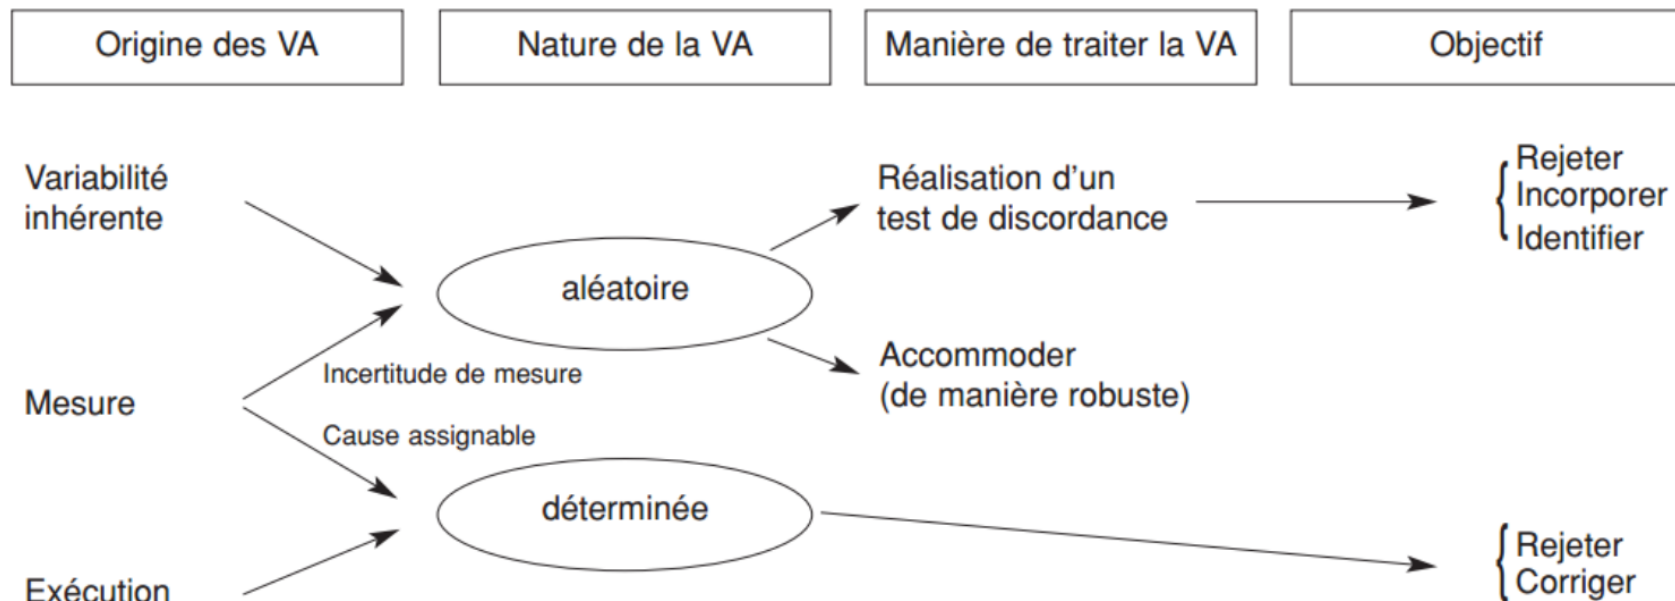 Origine des VA
Nature de la VA
Manière de traiter la VA
Objectif
Variabilité
inhérente
aléatoire
Réalisation d'un
test de discordance
Rejeter
Incorporer
Identifier
Incertitude de mesure
Mesure
Accommoder
(de manière robuste)
Cause assignable
déterminée
Exécution
Rejeter
Corriger